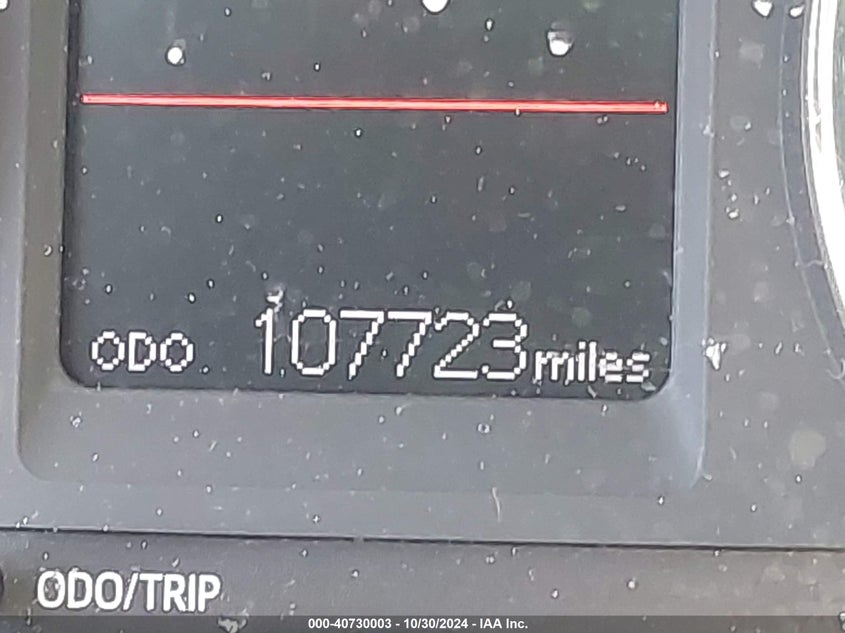 ODO 107723 miles
ODO/TRIP
000-40730003 - 10/30/2024 - IAA Inc.